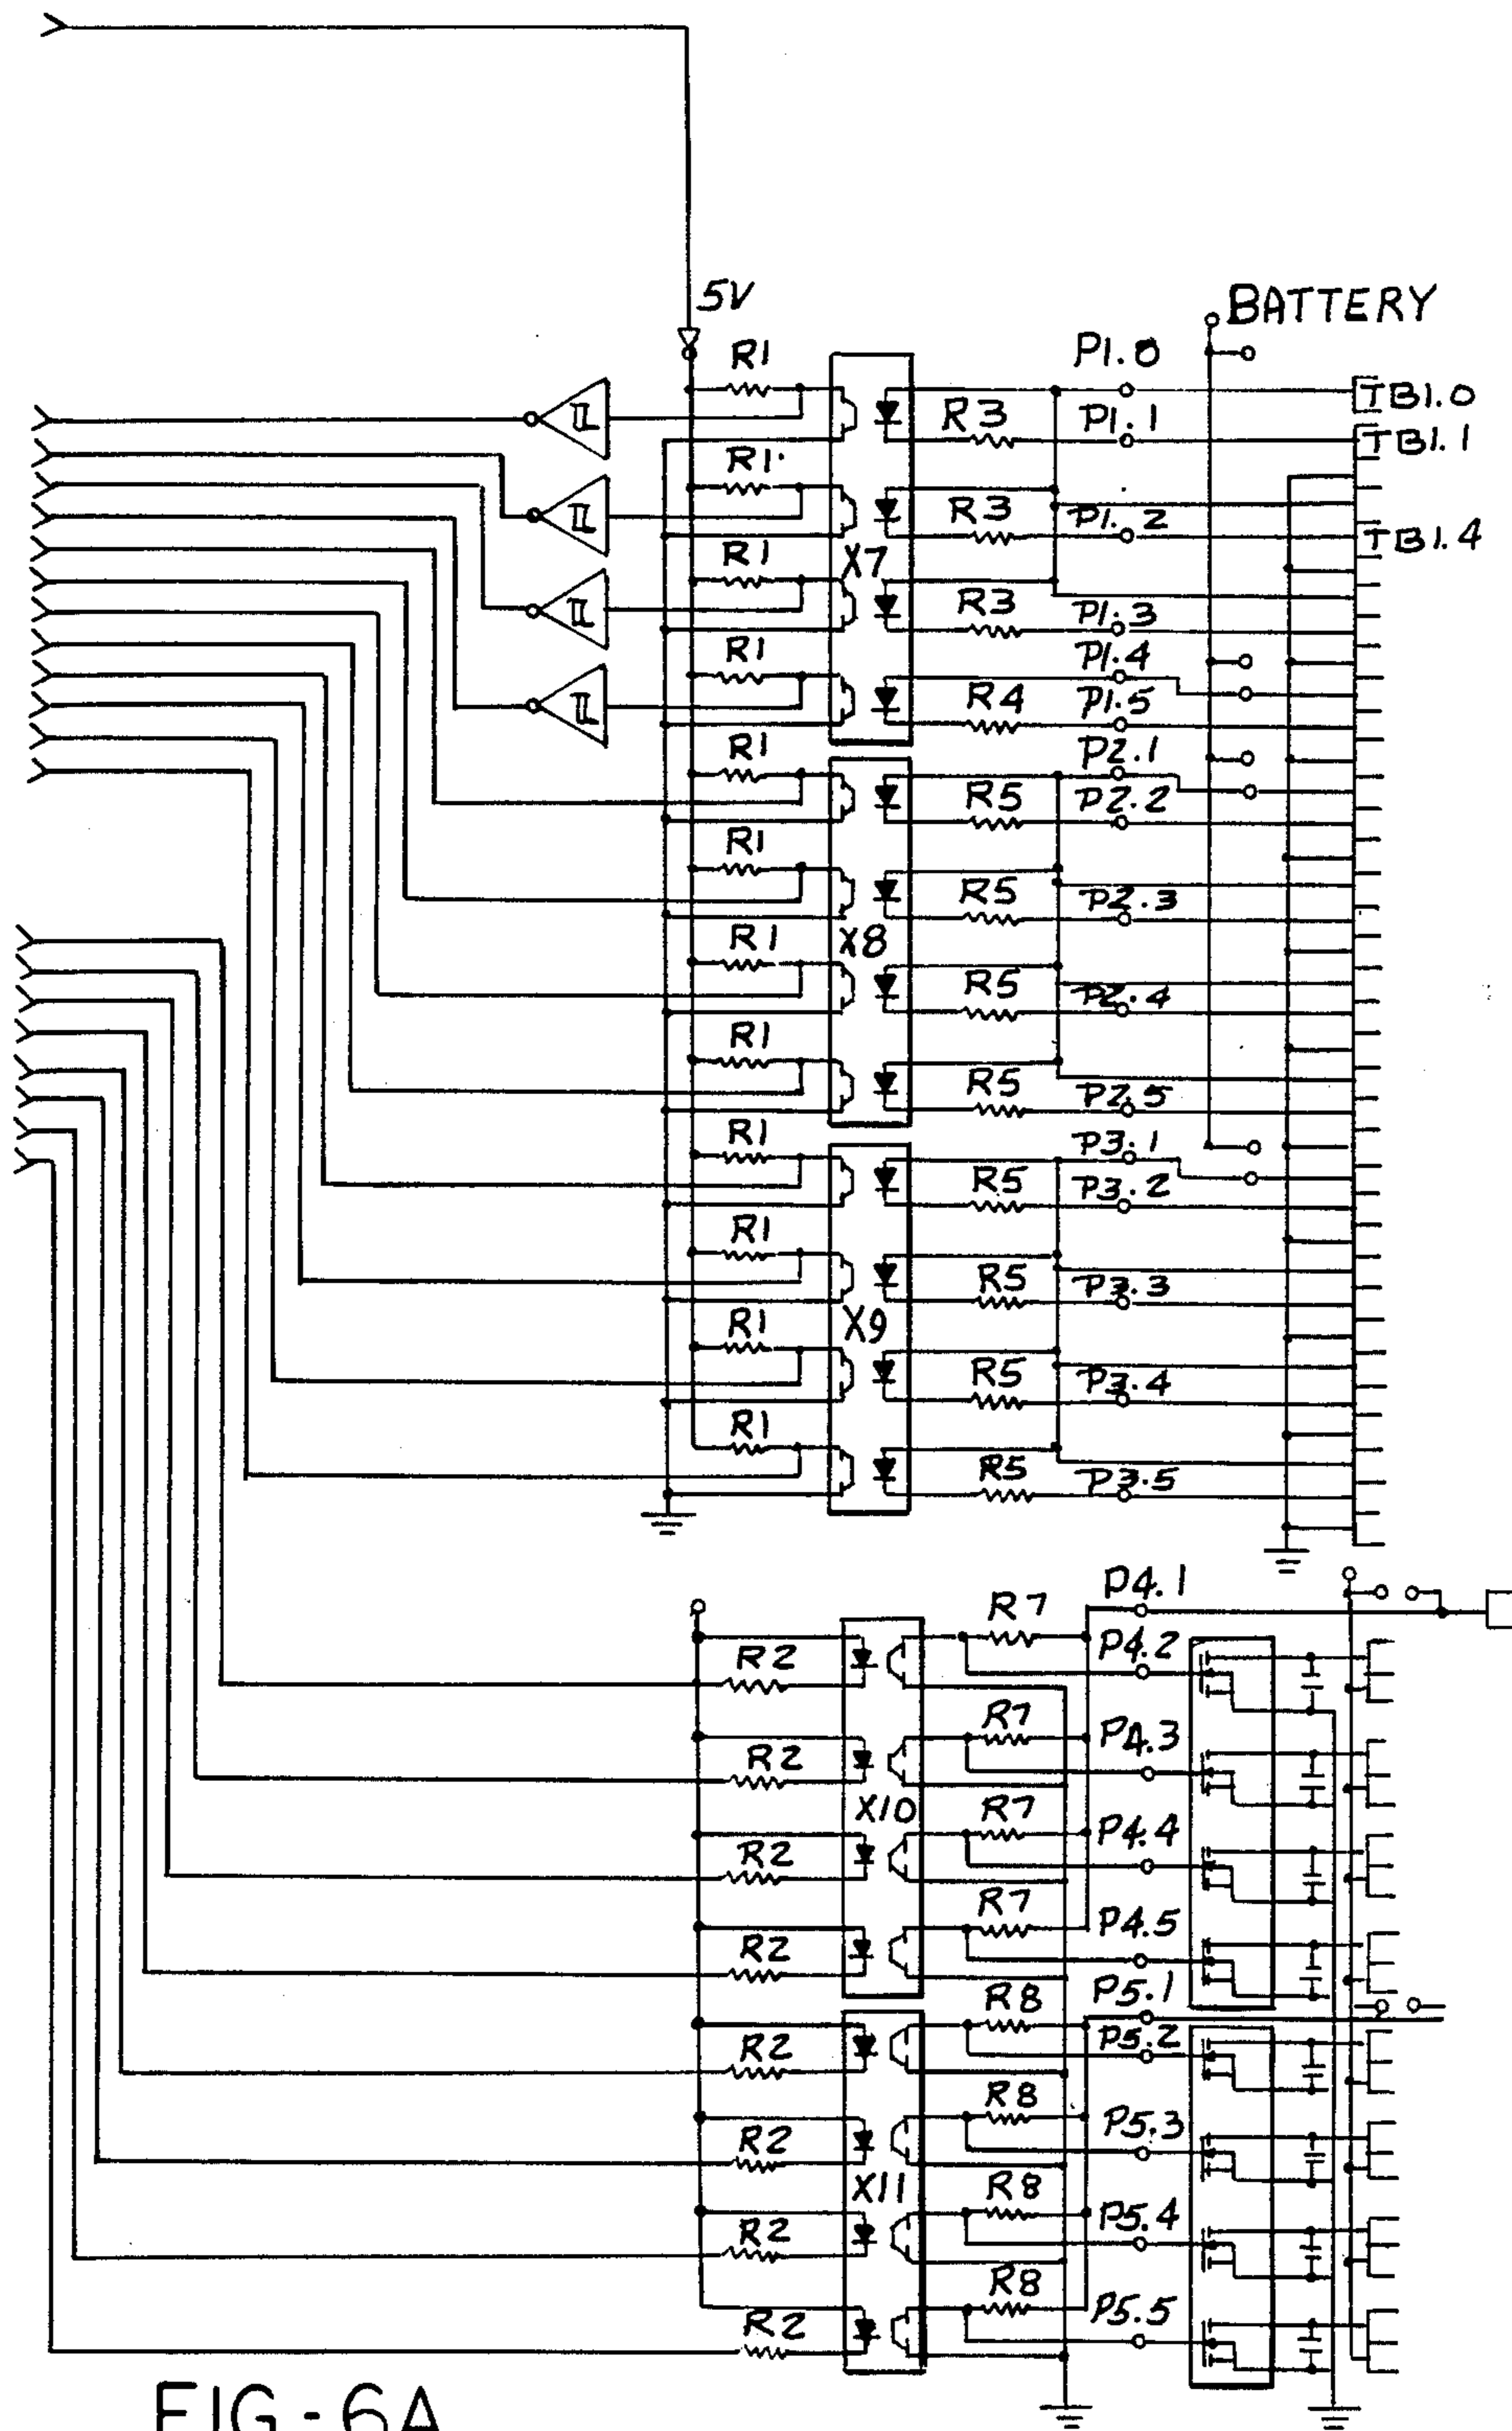 5V
BATTERY
R1
P1.0
TB1.0
R3
P1.1
TB1.1
R1
R3
P1.2
TB1.4
R1
X7
R3
P1.3
R1
P1.4
R4
P1.5
R1
P2.1
R5
P2.2
R1
R5
P2.3
R1
X8
R5
P2.4
R1
R5
P2.5
R1
P3.1
R5
P3.2
R1
R5
P3.3
R1
X9
R5
P3.4
R1
R5
P3.5
P4.1
R7
R2
P4.2
R7
P4.3
R2
X10
R7
P4.4
R2
R7
P4.5
R2
P5.1
R8
P5.2
R2
R8
P5.3
R2
X11
R8
P5.4
R2
R8
P5.5
R2
FIG-6A